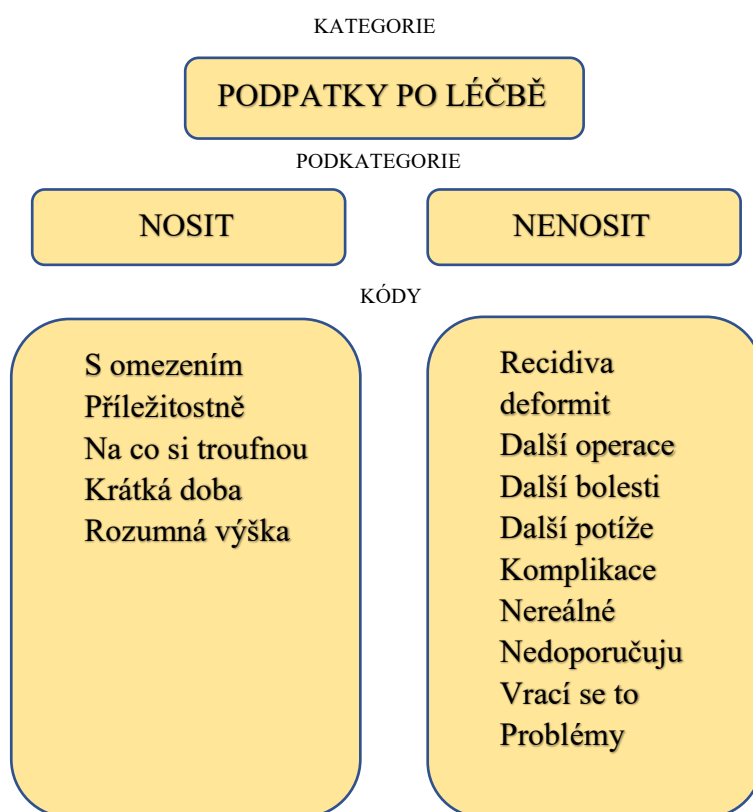 KATEGORIE
PODPATKY PO LÉČBĚ
PODKATEGORIE
NOSIT
NENOSIT
KÓDY
S omezením
Příležitostně
Na co si troufnou
Krátká doba
Rozumná výška
Recidiva
deformit
Další operace
Další bolesti
Další potíže
Komplikace
Nereálné
Nedoporučuju
Vrací se to
Problémy